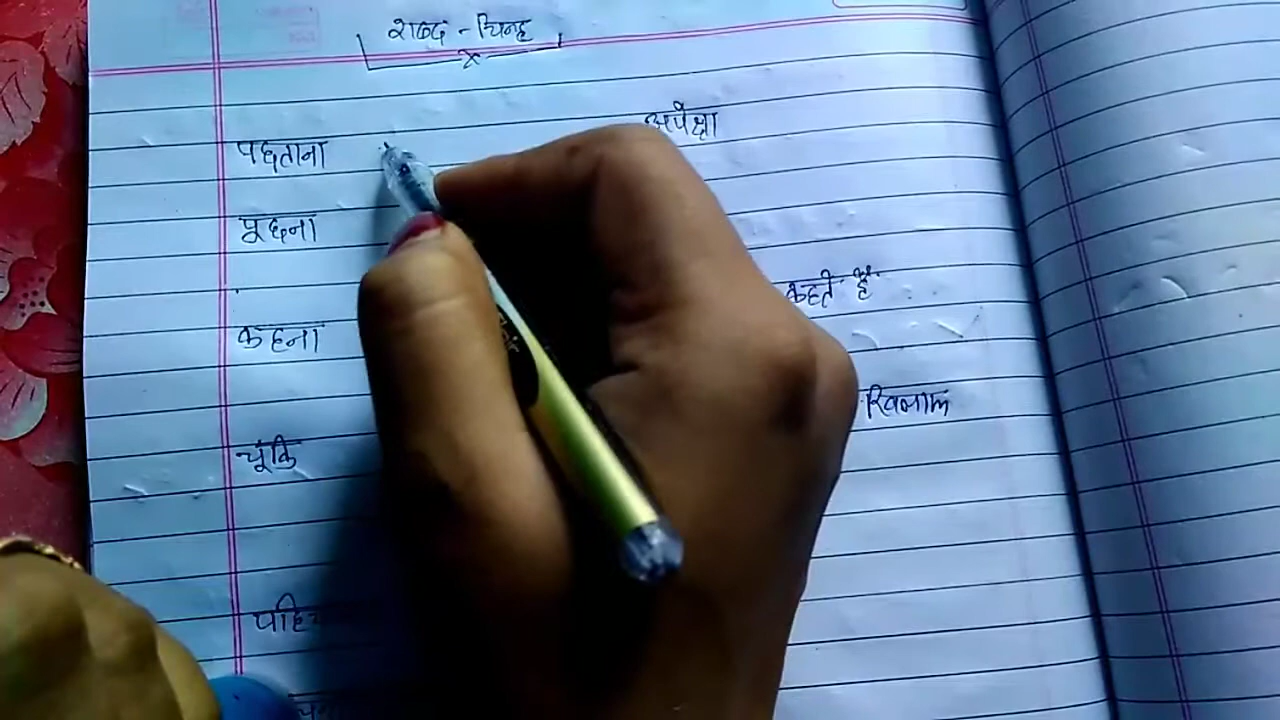 शब्द - चिन्ह
पछताना
अपेक्षा
पूछना
कहना
कहते हैं
खिलाफ
चूंकि